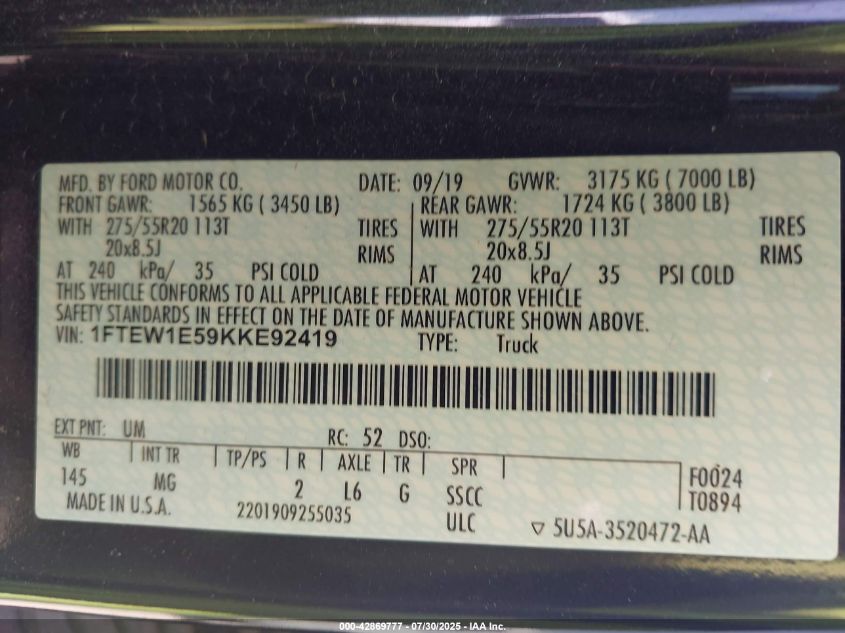 MFD. BY FORD MOTOR CO. DATE: 09/19 GVWR: 3175 KG ( 7000 LB)
FRONT GAWR: 1565 KG ( 3450 LB) REAR GAWR: 1724 KG ( 3800 LB)
WITH 275/55R20 113T TIRES WITH 275/55R20 113T TIRES
20x8.5J RIMS 20x8.5J RIMS
AT 240 kPa/ 35 PSI COLD AT 240 kPa/ 35 PSI COLD
THIS VEHICLE CONFORMS TO ALL APPLICABLE FEDERAL MOTOR VEHICLE
SAFETY STANDARDS IN EFFECT ON THE DATE OF MANUFACTURE SHOWN ABOVE.
VIN: 1FTEW1E59KKE92419 TYPE: Truck
EXT PNT: UM RC: 52 DSO:
WB INT TR TP/PS R AXLE TR SPR
145 MG 2 L6 G SSCC F0024
MADE IN U.S.A. 2201909255035 ULC T0894
▽ 5U5A-3520472-AA
000-42869777 - 07/30/2025 - IAA Inc.